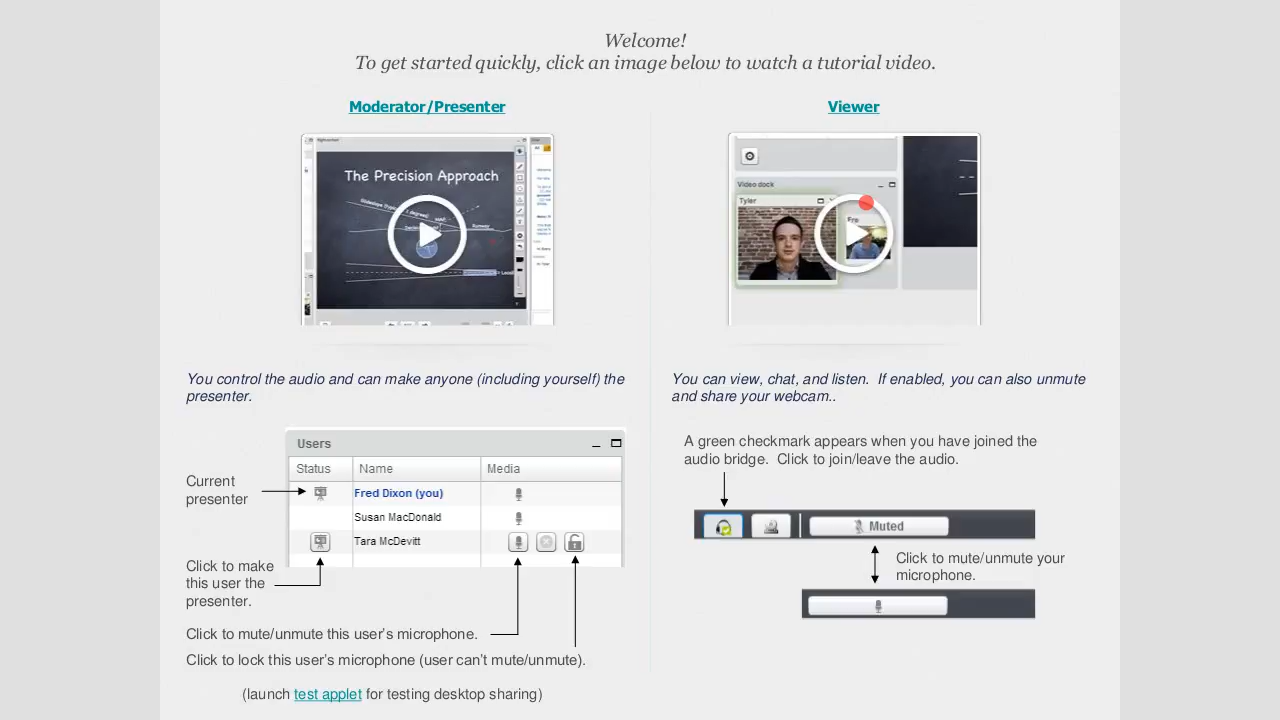 Welcome!
To get started quickly, click an image below to watch a tutorial video.
Moderator/Presenter
The Precision Approach
Runway
You control the audio and can make anyone (including yourself) the
presenter.
Users
Status Name Media
Current
presenter
Fred Dixon (you)
Susan MacDonald
Tara McDevitt
Click to make
this user the
presenter.
Click to mute/unmute this user's microphone.
Click to lock this user's microphone (user can't mute/unmute).
(launch test applet for testing desktop sharing)
Viewer
Video dock
Tyler
Fre
You can view, chat, and listen.  If enabled, you can also unmute
and share your webcam..
A green checkmark appears when you have joined the
audio bridge.  Click to join/leave the audio.
Muted
Click to mute/unmute your
microphone.